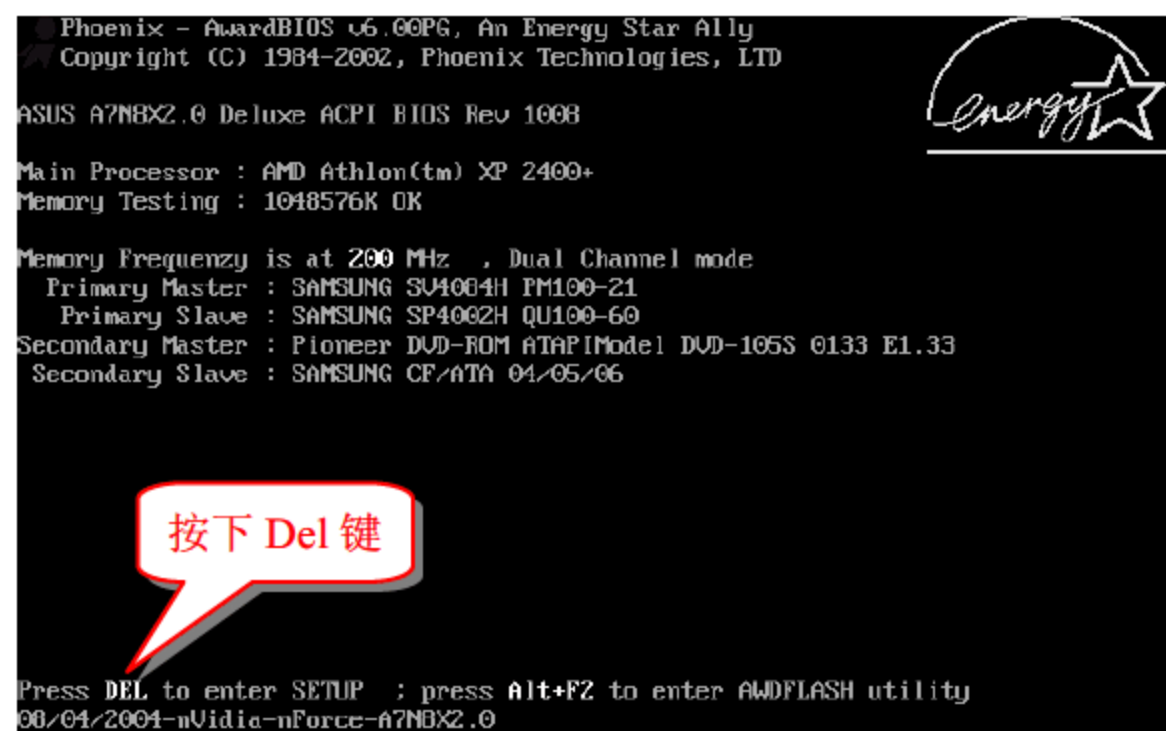 Phoenix - AwardBIOS v6.00PG, An Energy Star Ally
Copyright (C) 1984-2002, Phoenix Technologies, LTD
energy
ASUS A7N8X2.0 Deluxe ACPI BIOS Rev 1008
Main Processor : AMD Athlon(tm) XP 2400+
Memory Testing : 1048576K OK
Memory Frequenzy is at 200 MHz , Dual Channel mode
Primary Master : SAMSUNG SV4084H PM100-21
Primary Slave : SAMSUNG SP4002H QU100-60
Secondary Master : Pioneer DVD-ROM ATAPIModel DVD-105S 0133 E1.33
Secondary Slave : SAMSUNG CF/ATA 04/05/06
按下 Del 键
Press DEL to enter SETUP ; press Alt+F2 to enter AWDFLASH utility
08/04/2004-nVidia-nForce-A7N8X2.0